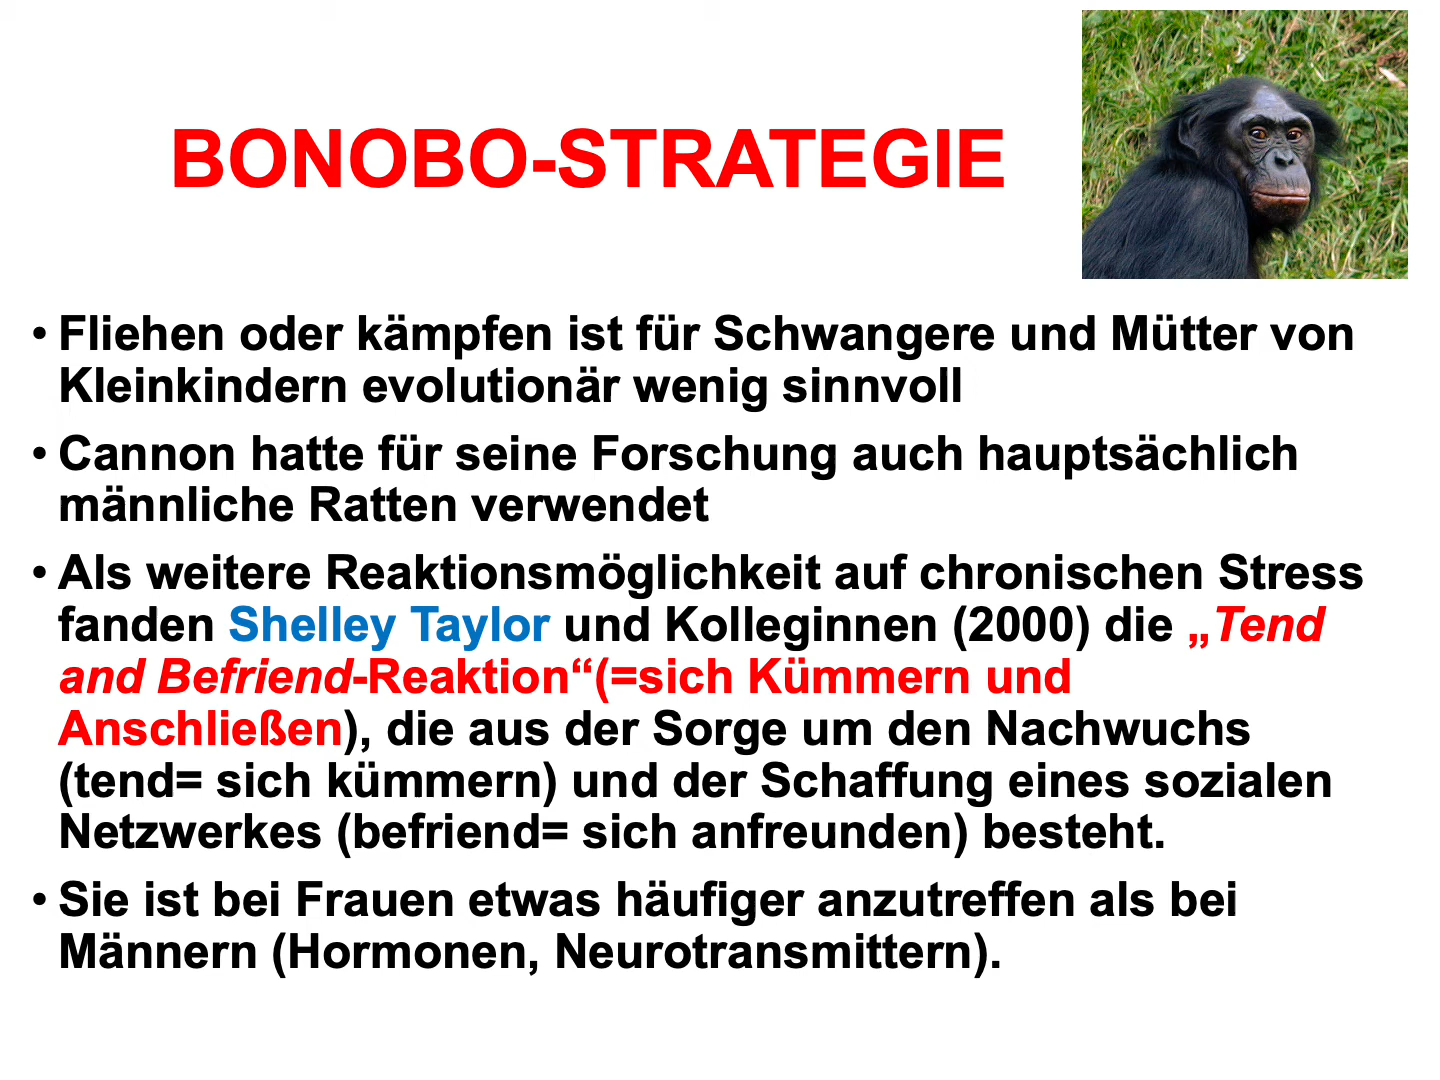 BONOBO-STRATEGIE
• Fliehen oder kämpfen ist für Schwangere und Mütter von
Kleinkindern evolutionär wenig sinnvoll
• Cannon hatte für seine Forschung auch hauptsächlich
männliche Ratten verwendet
• Als weitere Reaktionsmöglichkeit auf chronischen Stress
fanden Shelley Taylor und Kolleginnen (2000) die „Tend
and Befriend-Reaktion“(=sich Kümmern und
Anschließen), die aus der Sorge um den Nachwuchs
(tend= sich kümmern) und der Schaffung eines sozialen
Netzwerkes (befriend= sich anfreunden) besteht.
• Sie ist bei Frauen etwas häufiger anzutreffen als bei
Männern (Hormonen, Neurotransmittern).